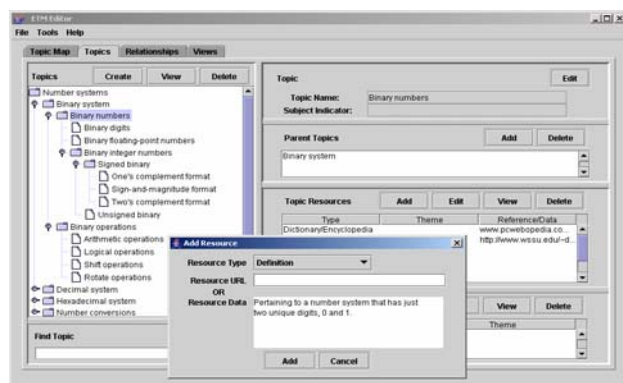 ETM Editor
File Tools Help
Topic Map Topics Relationships Views
Topics Create View Delete
Number systems
Binary system
Binary numbers
Binary digits
Binary floating-point numbers
Binary integer numbers
Signed binary
One's complement format
Sign-and-magnitude format
Two's complement format
Unsigned binary
Binary operations
Arithmetic operations
Logical operations
Shift operations
Rotate operations
Decimal system
Hexadecimal system
Number conversions
Find Topic
Topic Edit
Topic Name: Binary numbers
Subject Indicator:
Parent Topics Add Delete
Binary system
Topic Resources Add Edit View Delete
Type Theme Reference/Data
Dictionary/Encyclopedia www.pcwebopedia.co...
http://www.wssu.edu/~d...
View Delete
Theme
Add Resource
Resource Type Definition
Resource URL
OR
Resource Data Pertaining to a number system that has just
two unique digits, 0 and 1.
Add Cancel